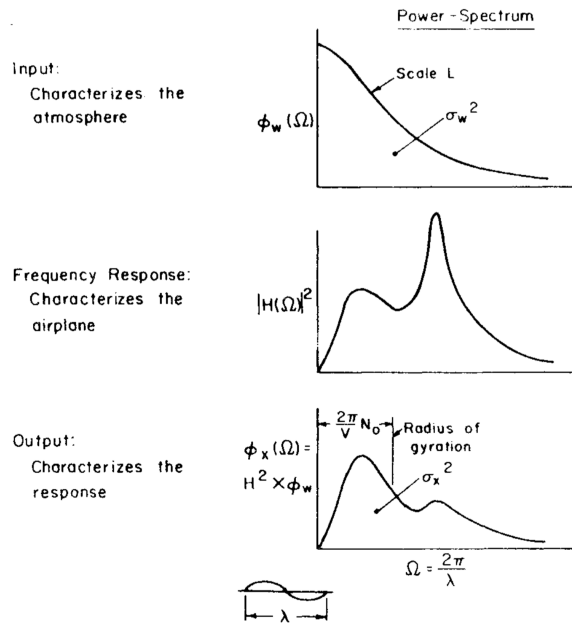 Power-Spectrum
Input:
Characterizes the
atmosphere
Scale L
ϕw(Ω)
σw²
Frequency Response:
Characterizes the
airplane
|H(Ω)|²
Output:
Characterizes the
response
2π/V N₀
Radius of
gyration
ϕx(Ω) =
H² × ϕw
σx²
Ω = 2π/λ
λ